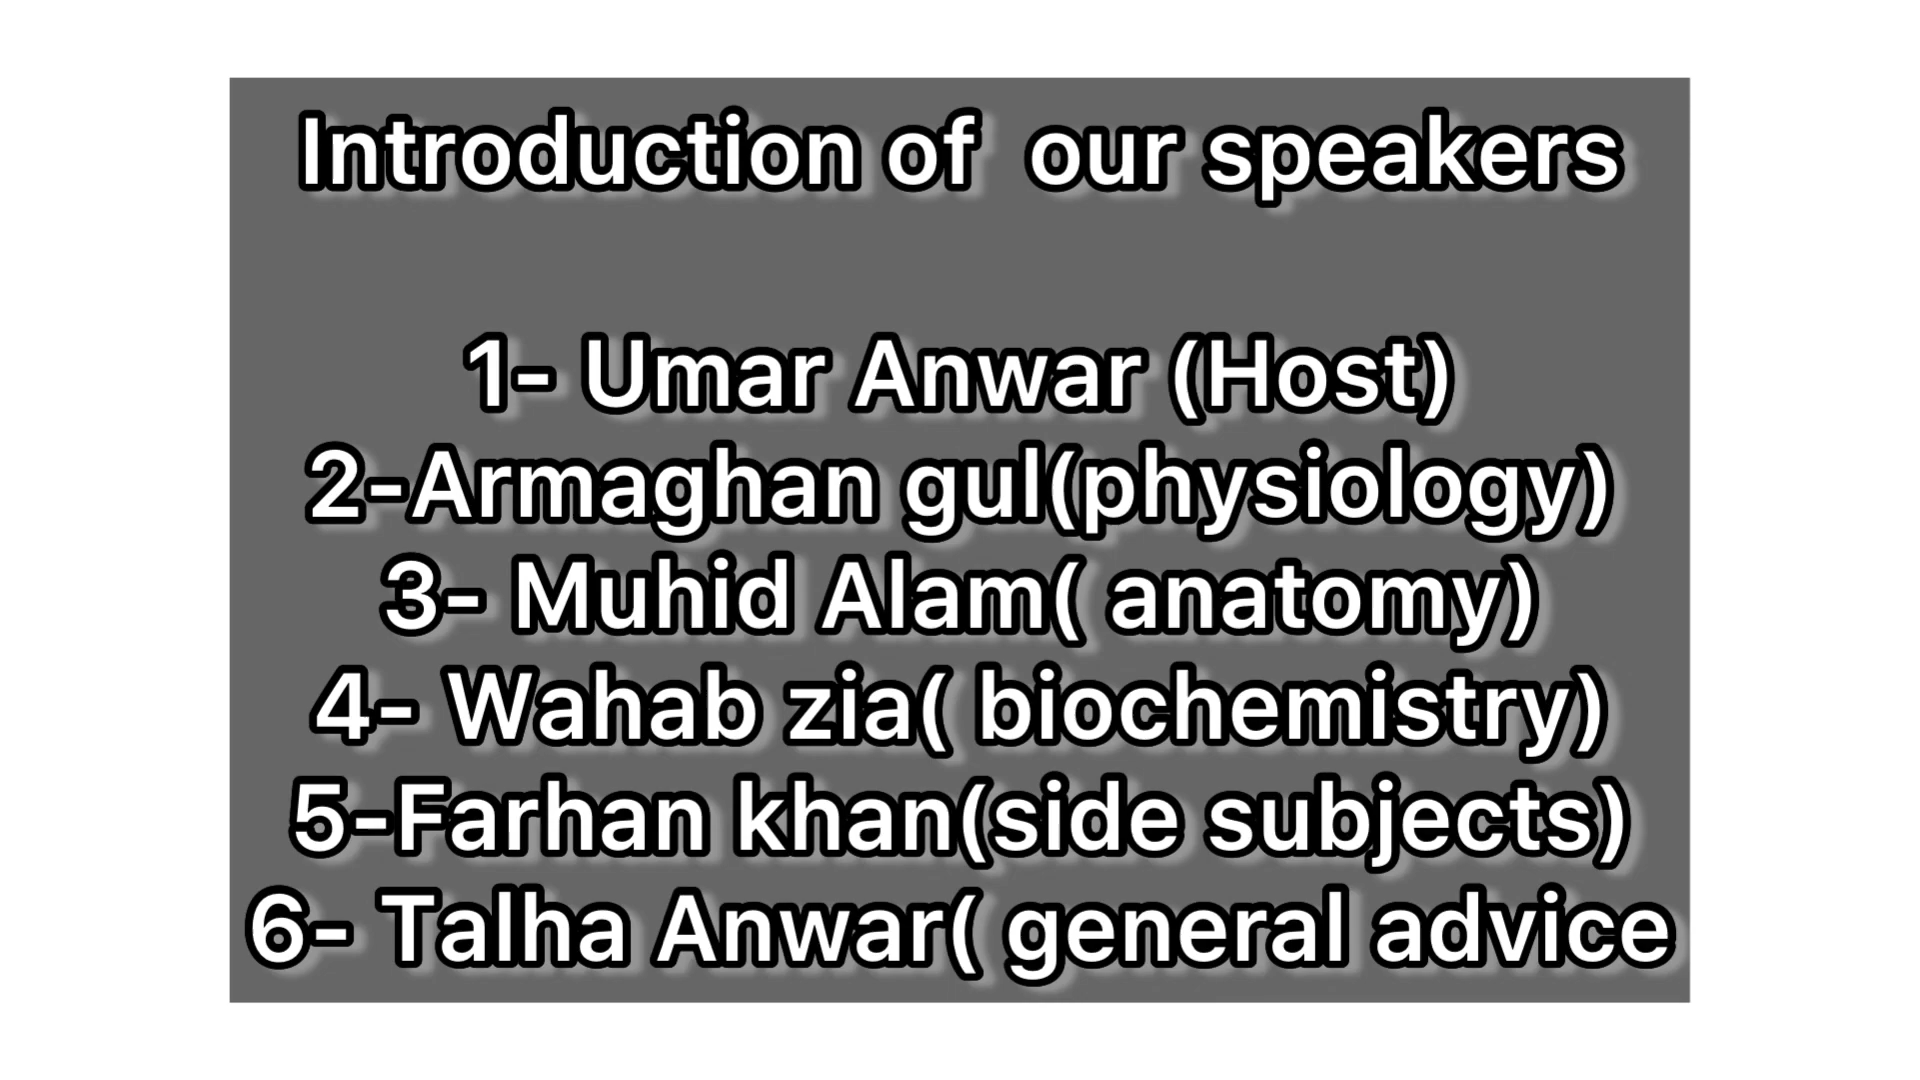 Introduction of  our speakers
1- Umar Anwar (Host)
2-Armaghan gul(physiology)
3- Muhid Alam( anatomy)
4- Wahab zia( biochemistry)
5-Farhan khan(side subjects)
6- Talha Anwar( general advice